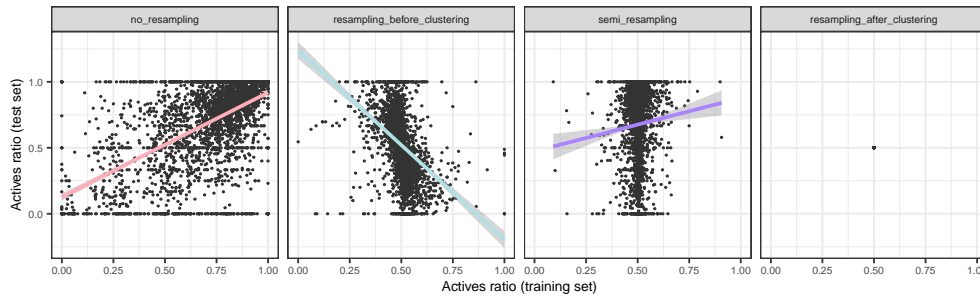 no_resampling
resampling_before_clustering
semi_resampling
resampling_after_clustering
Actives ratio (test set)
1.0
0.5
0.0
0.00 0.25 0.50 0.75 1.00
0.00 0.25 0.50 0.75 1.00
0.00 0.25 0.50 0.75 1.00
0.00 0.25 0.50 0.75 1.00
Actives ratio (training set)